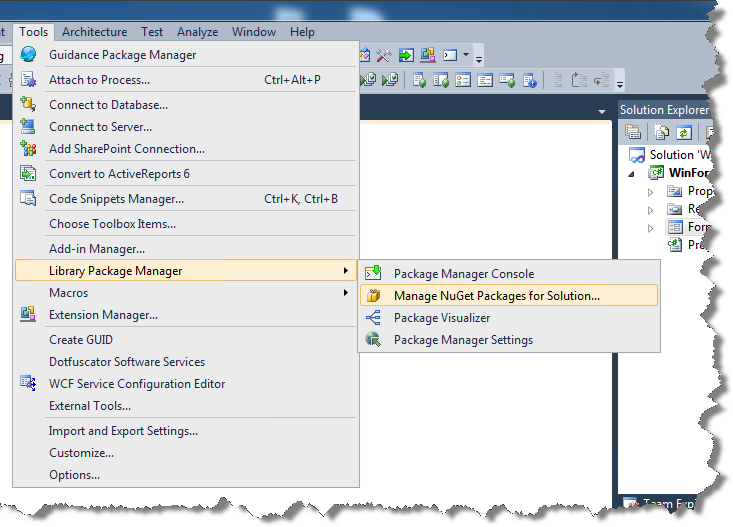 Tools Architecture Test Analyze Window Help
Guidance Package Manager
Attach to Process... Ctrl+Alt+P
Connect to Database...
Connect to Server...
Add SharePoint Connection...
Convert to ActiveReports 6
Code Snippets Manager... Ctrl+K, Ctrl+B
Choose Toolbox Items...
Add-in Manager...
Library Package Manager
Macros
Extension Manager...
Create GUID
Dotfuscator Software Services
WCF Service Configuration Editor
External Tools...
Import and Export Settings...
Customize...
Options...
Package Manager Console
Manage NuGet Packages for Solution...
Package Visualizer
Package Manager Settings
Solution Explorer
Solution 'W
WinFor
Prope
Re
Form
Pro
Team Exp